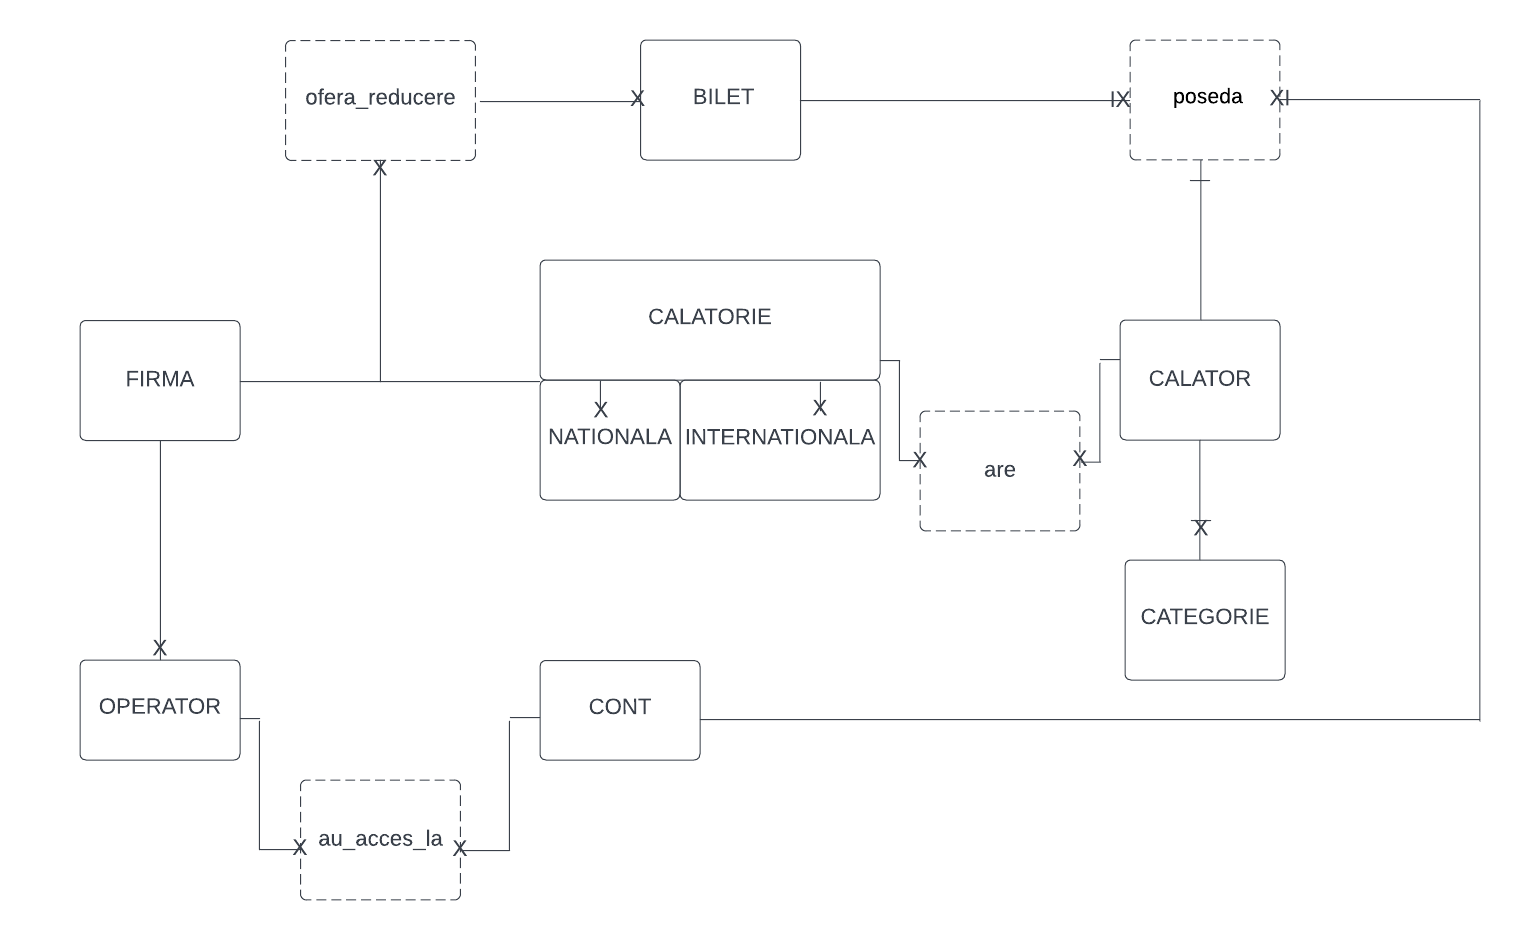 ofera_reducere
BILET
poseda
CALATORIE
FIRMA
CALATOR
NATIONALA
INTERNATIONALA
are
CATEGORIE
OPERATOR
CONT
au_acces_la